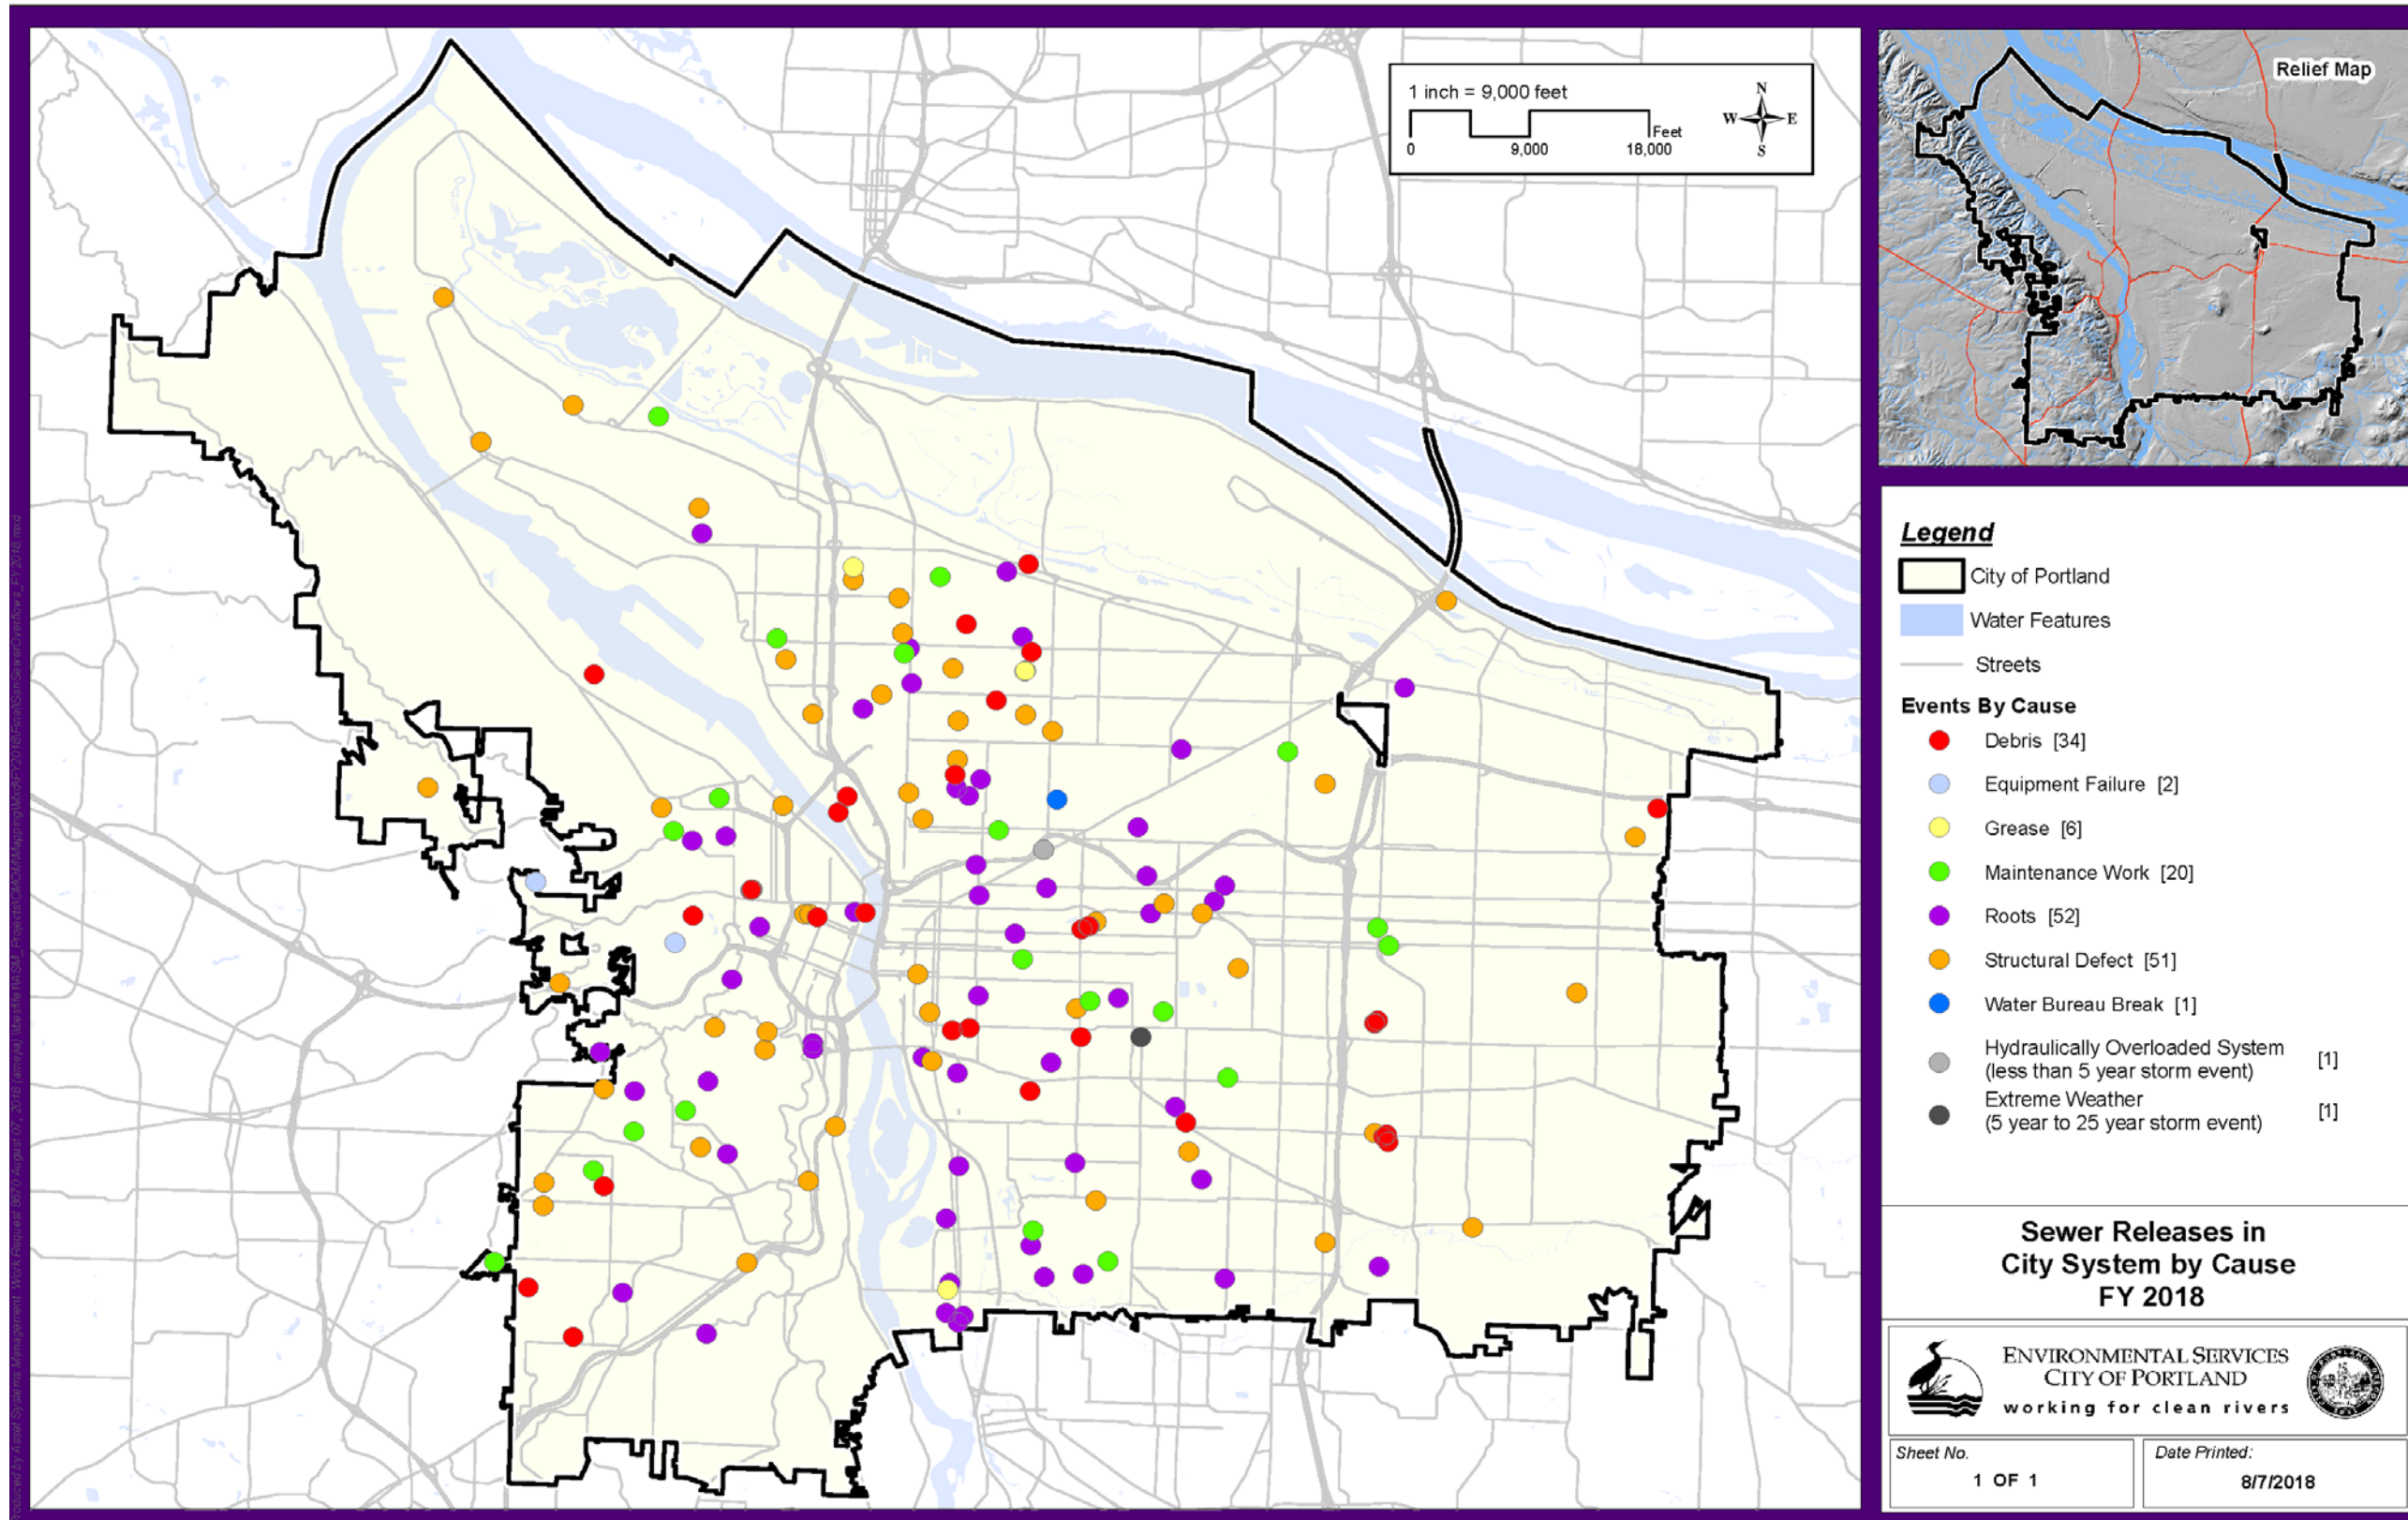 1 inch = 9,000 feet
N
W E
S
Feet
0 9,000 18,000
Relief Map
Legend
City of Portland
Water Features
Streets
Events By Cause
Debris [34]
Equipment Failure [2]
Grease [6]
Maintenance Work [20]
Roots [52]
Structural Defect [51]
Water Bureau Break [1]
Hydraulically Overloaded System [1]
(less than 5 year storm event)
Extreme Weather [1]
(5 year to 25 year storm event)
Sewer Releases in
City System by Cause
FY 2018
ENVIRONMENTAL SERVICES
CITY OF PORTLAND
working for clean rivers
Sheet No.
1 OF 1
Date Printed:
8/7/2018